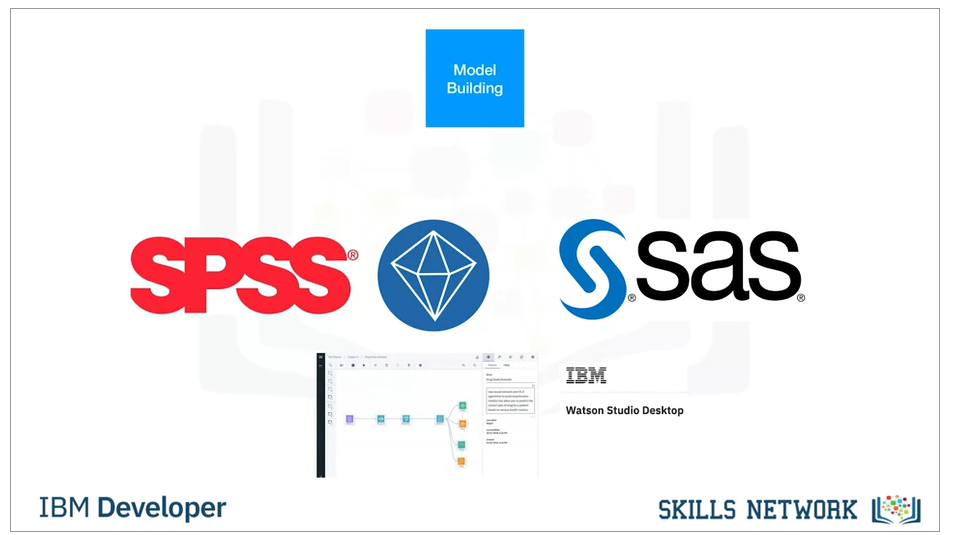 Model
Building
SPSS®
sas
®
®
IBM
Watson Studio Desktop
IBM Developer
SKILLS NETWORK